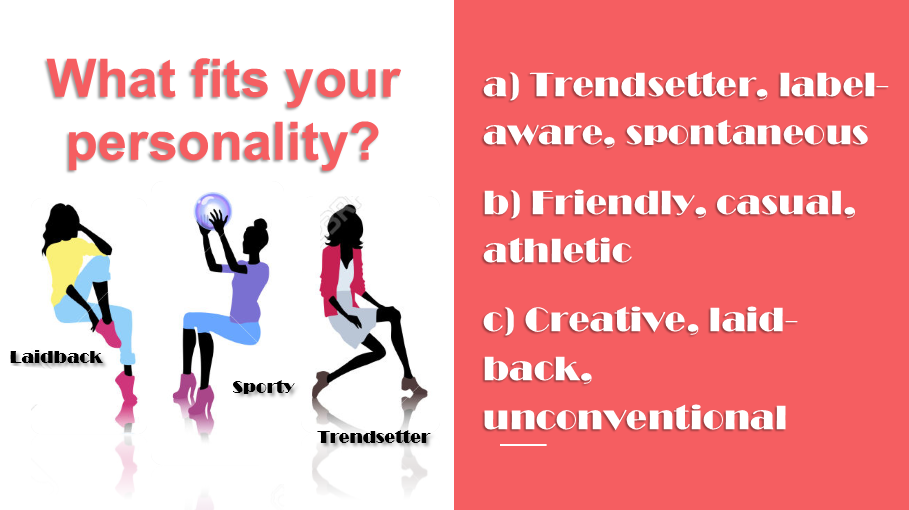 What fits your
personality?
Laidback
Sporty
Trendsetter
a) Trendsetter, label-
aware, spontaneous
b) Friendly, casual,
athletic
c) Creative, laid-
back,
unconventional